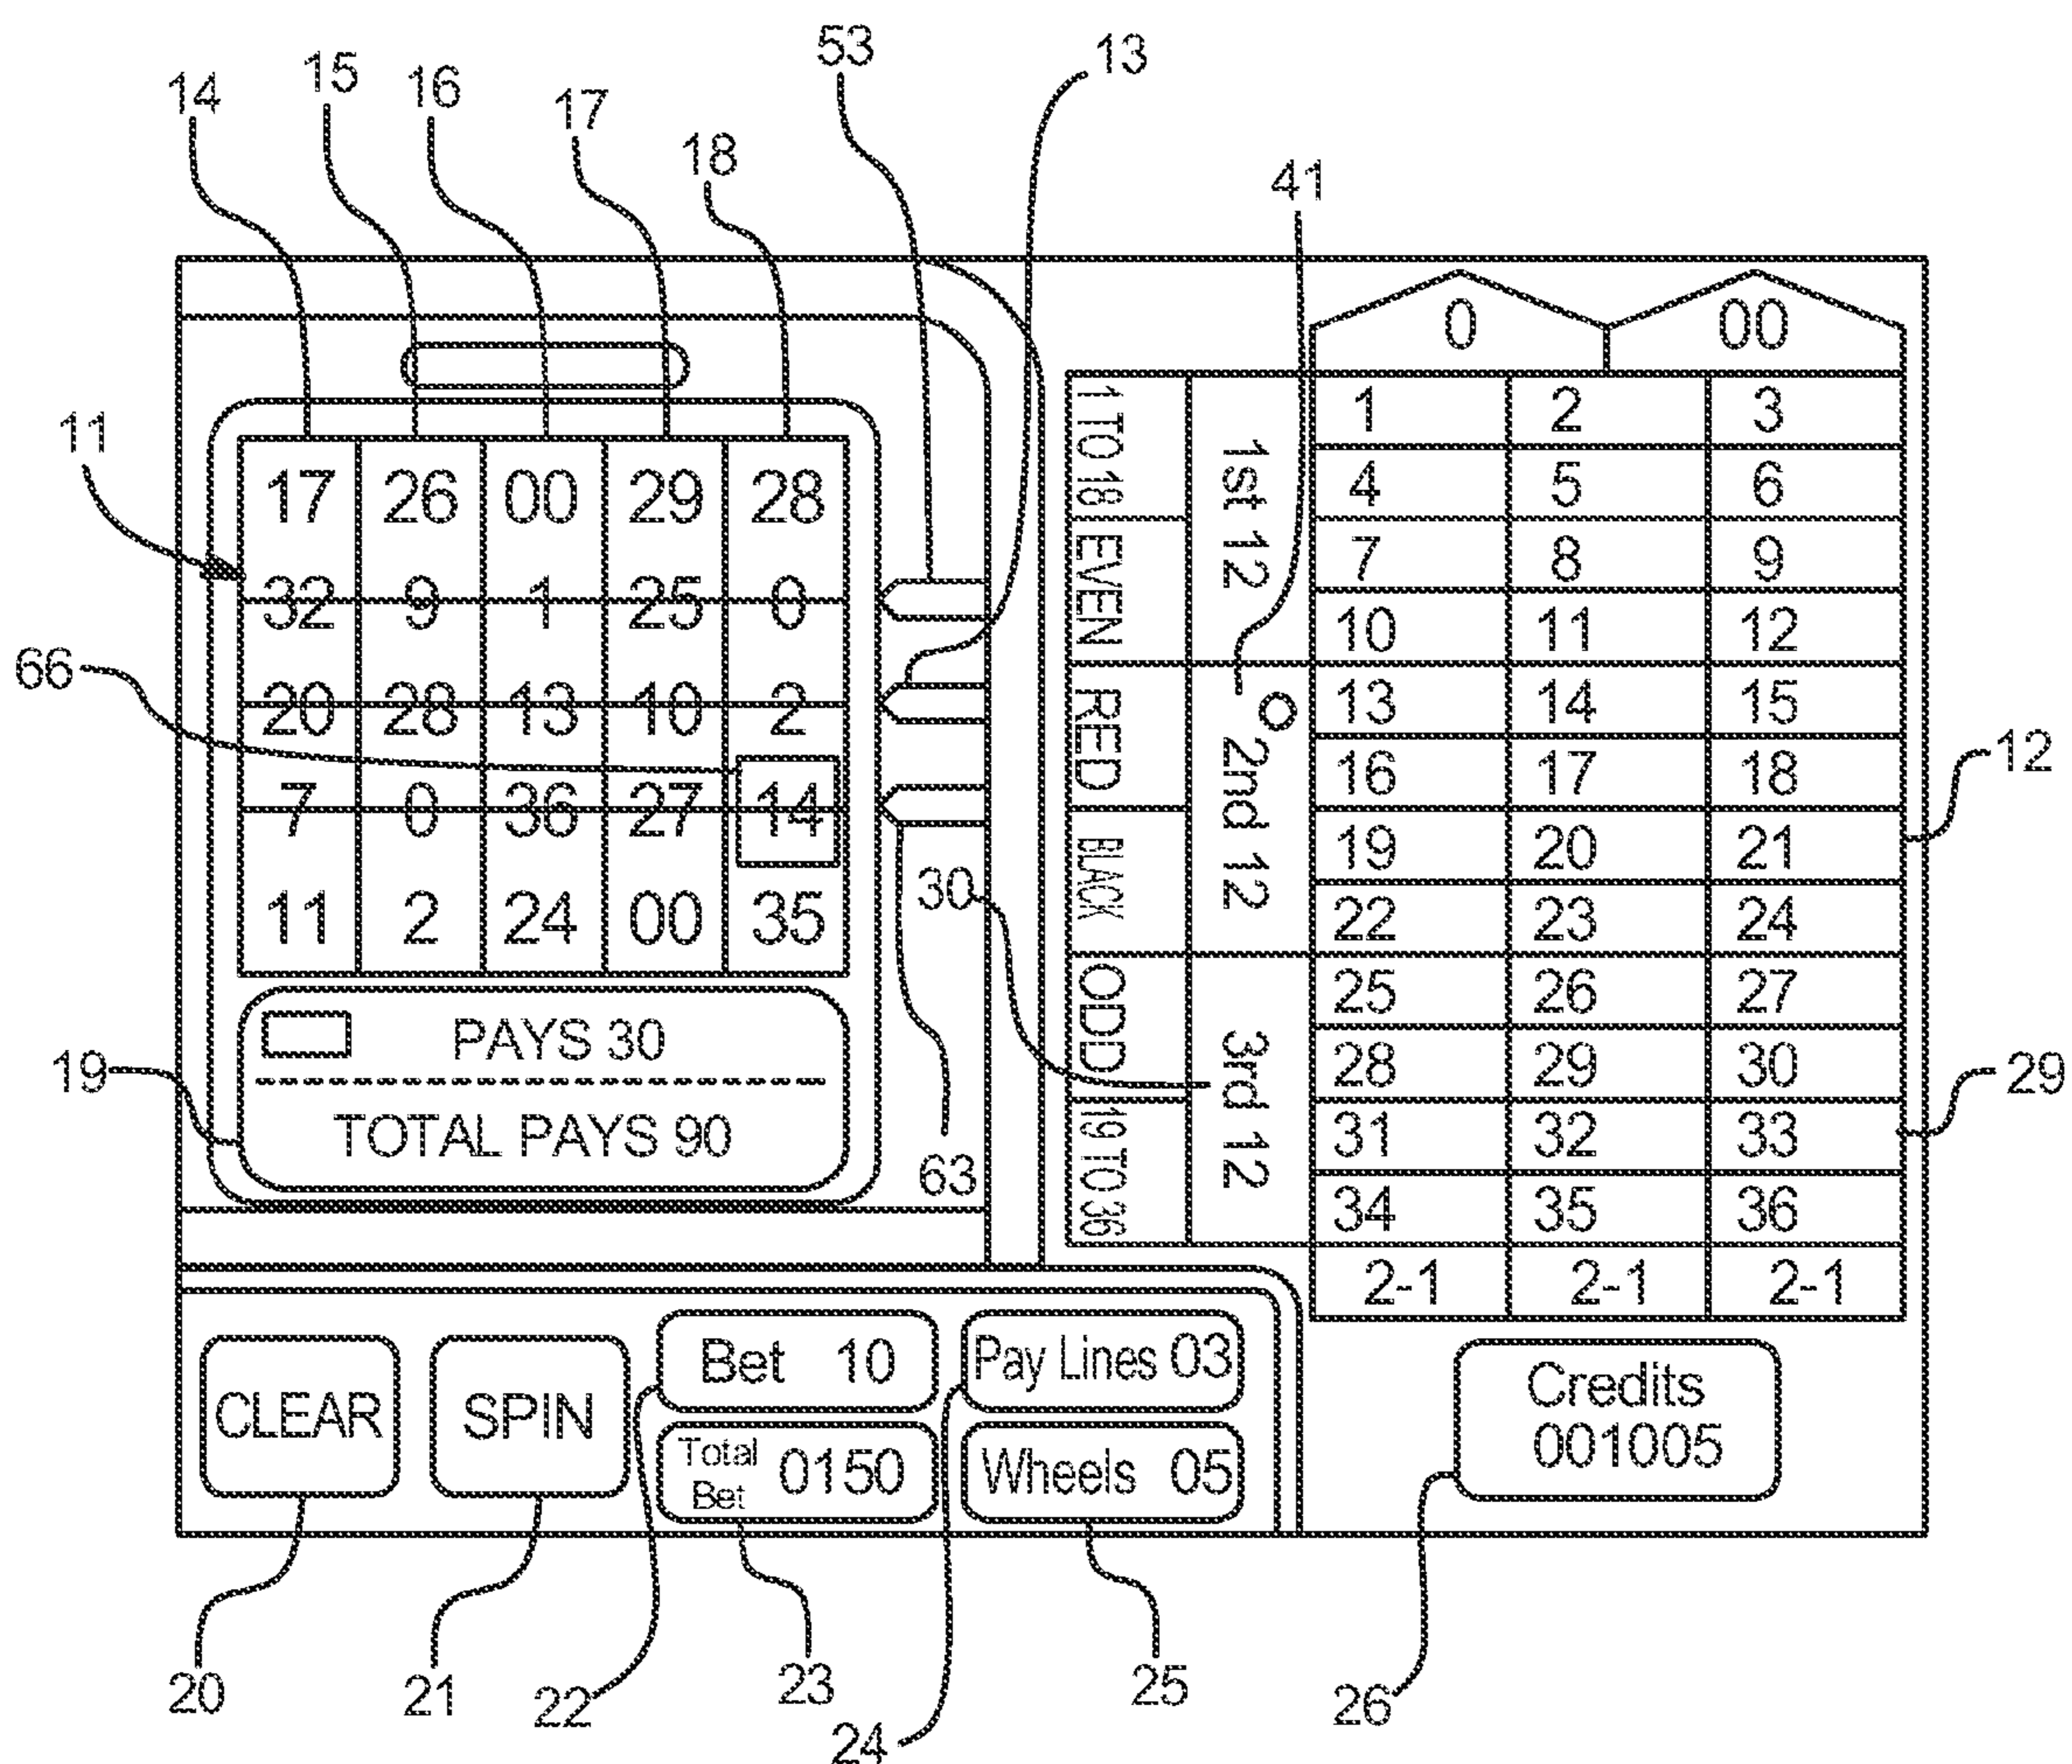 53
13
15
16
14
17
18
41
0 00
1 2 3
4 5 6
7 8 9
10 11 12
13 14 15
16 17 18
19 20 21
22 23 24
25 26 27
28 29 30
31 32 33
34 35 36
2-1 2-1 2-1
1st 12
2nd 12
3rd 12
1 TO 18
EVEN
RED
BLACK
ODD
19 TO 36
11
17 26 00 29 28
32 9 1 25 0
20 28 13 10 2
7 0 36 27 14
11 2 24 00 35
66
12
30
29
63
19
PAYS 30
TOTAL PAYS 90
CLEAR
SPIN
Bet 10
Pay Lines 03
Total
Bet 0150
Wheels 05
Credits
001005
20
21
22
23
24
25
26